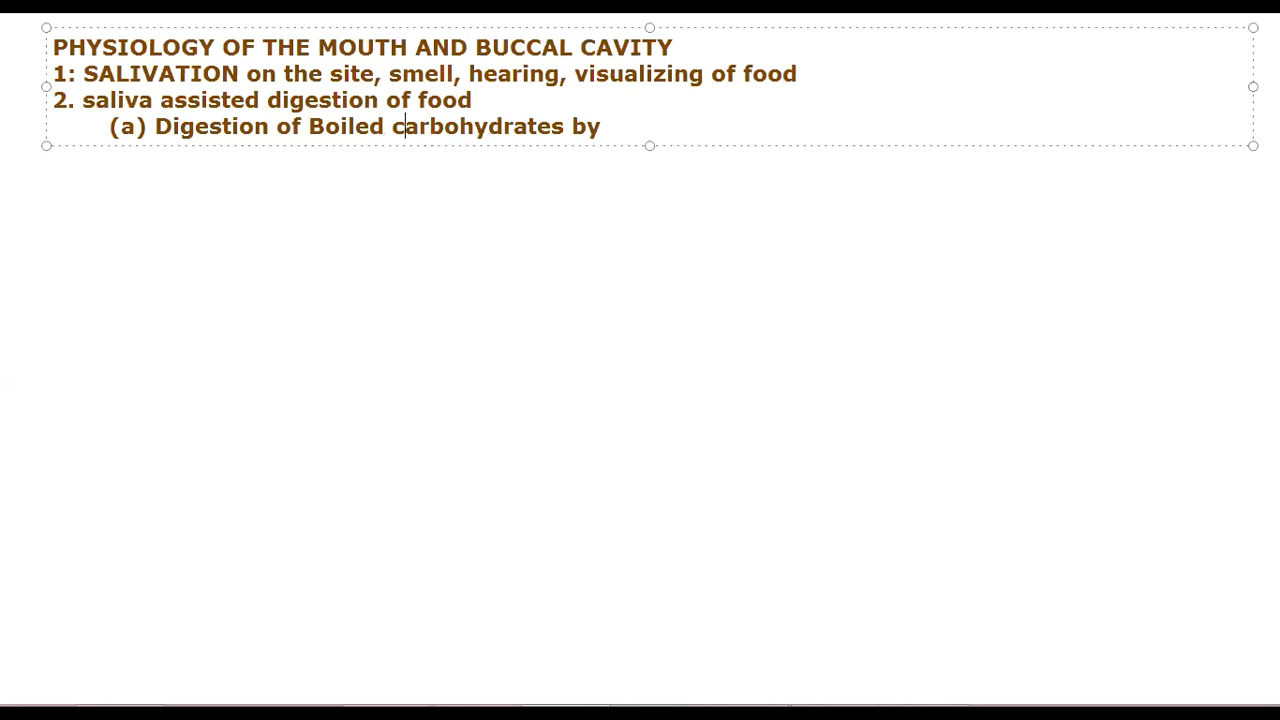 PHYSIOLOGY OF THE MOUTH AND BUCCAL CAVITY
1: SALIVATION on the site, smell, hearing, visualizing of food
2. saliva assisted digestion of food
(a) Digestion of Boiled carbohydrates by